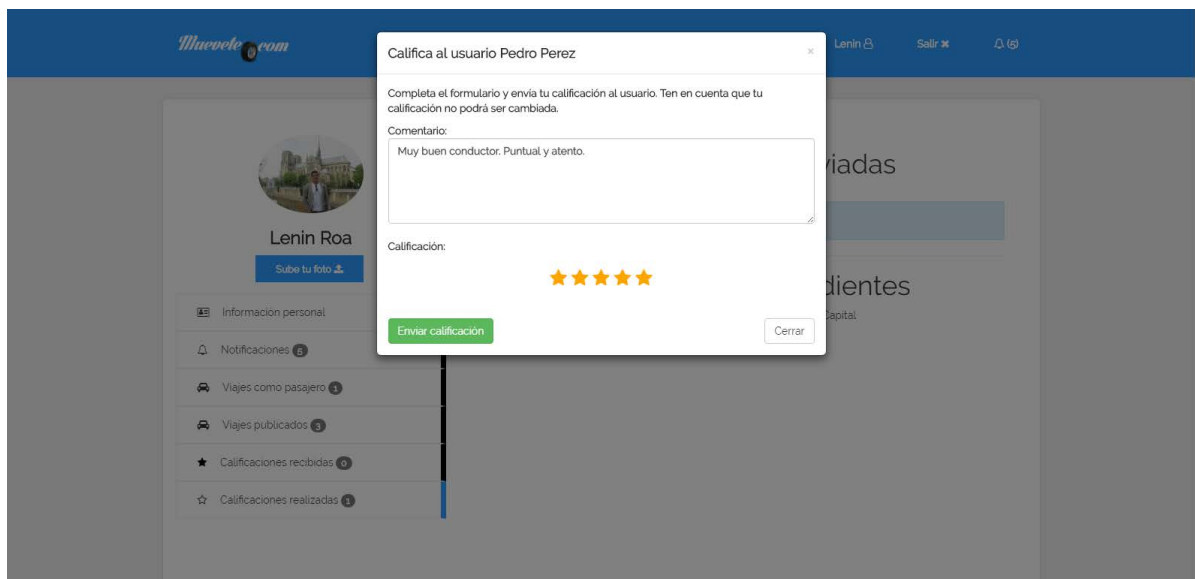 Muevete.com
Lenin
Salir
(5)
Califica al usuario Pedro Perez
×
Completa el formulario y envia tu calificación al usuario. Ten en cuenta que tu
calificación no podrá ser cambiada.
Comentario:
Muy buen conductor. Puntual y atento.
Calificación:
Enviar calificación
Cerrar
Lenin Roa
Sube tu foto
Información personal
Notificaciones 5
Viajes como pasajero 1
Viajes publicados 3
Calificaciones recibidas 0
Calificaciones realizadas 1
viadas
dientes
Capital